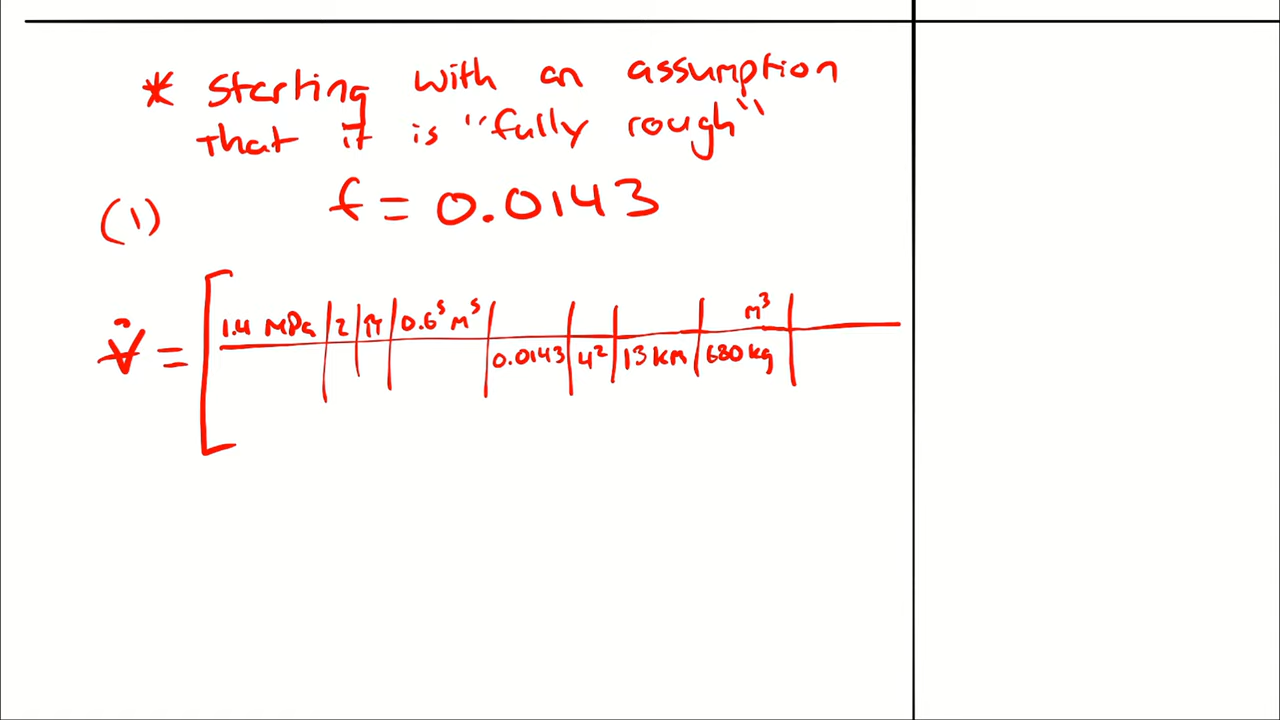 * starting with an assumption
that it is "fully rough"
(1) f = 0.0143
V̇ = [ 1.4 MPa | 2 | π | 0.6⁵ m⁵ | | | | m³ |
0.0143 | 4² | 13 km | 680 kg |